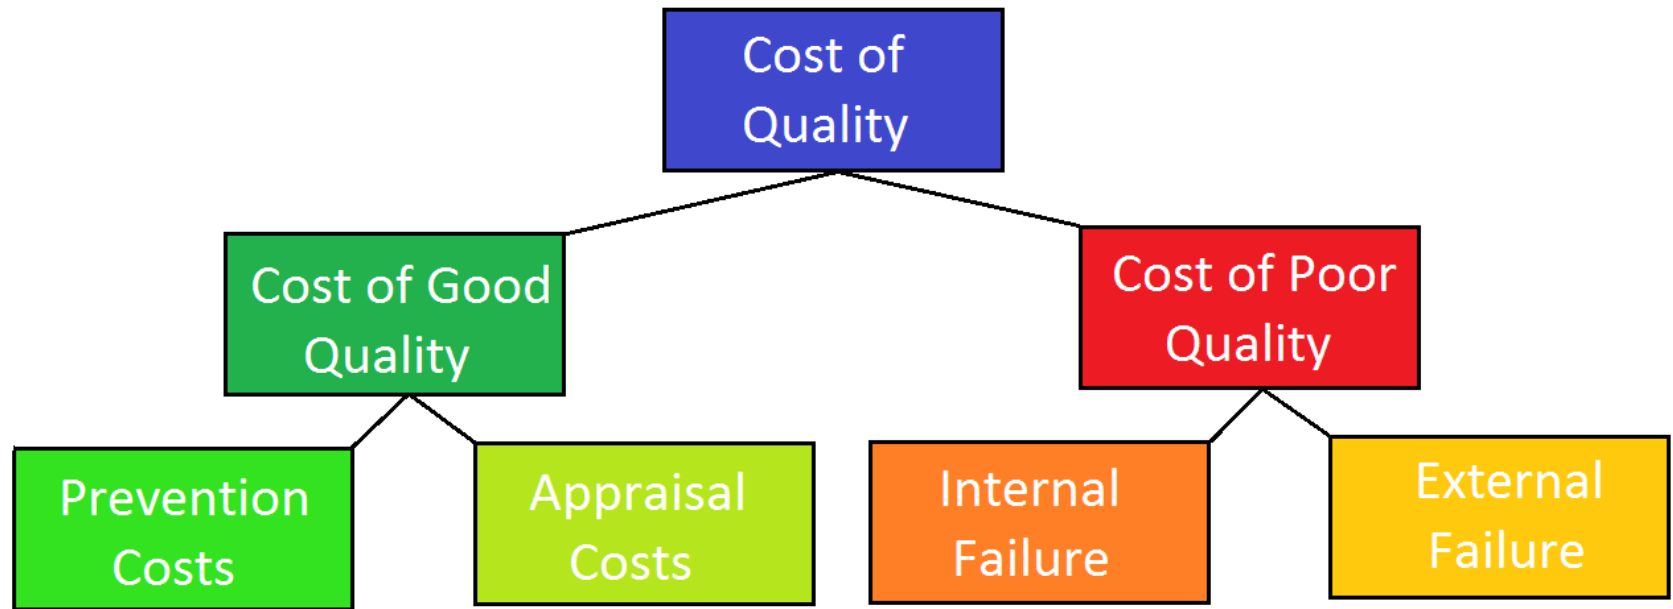 Cost of
Quality
Cost of Good
Quality
Cost of Poor
Quality
Prevention
Costs
Appraisal
Costs
Internal
Failure
External
Failure